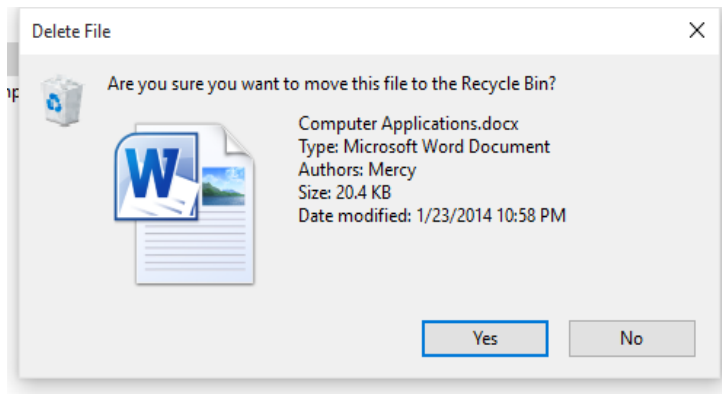 Delete File
Are you sure you want to move this file to the Recycle Bin?
Computer Applications.docx
Type: Microsoft Word Document
Authors: Mercy
Size: 20.4 KB
Date modified: 1/23/2014 10:58 PM
W
Yes
No